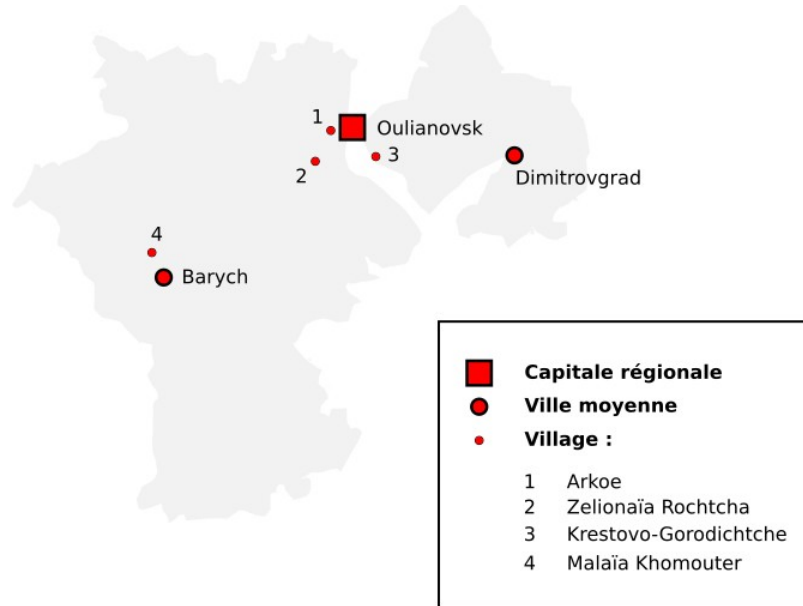 1
Oulianovsk
2
3
Dimitrovgrad
4
Barych
Capitale régionale
Ville moyenne
Village :
1 Arkoe
2 Zelionaïa Rochtcha
3 Krestovo-Gorodichtche
4 Malaïa Khomouter